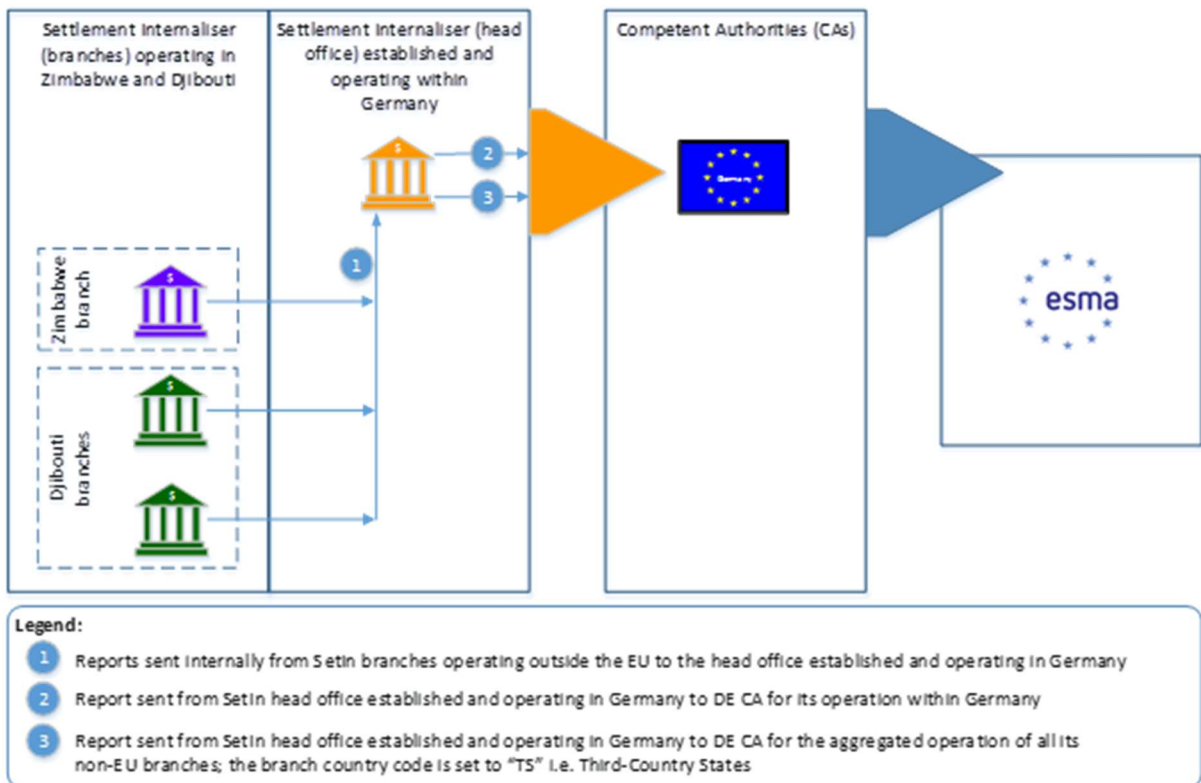 Settlement Internaliser
(branches) operating in
Zimbabwe and Djibouti
Settlement Internaliser (head
office) established and
operating within
Germany
Competent Authorities (CAs)
$
2
3
Germany
1
esma
Zimbabwe
branch
$
Djibouti
branches
$
$
Legend:
1 Reports sent internally from SetIn branches operating outside the EU to the head office established and operating in Germany
2 Report sent from SetIn head office established and operating in Germany to DE CA for its operation within Germany
3 Report sent from SetIn head office established and operating in Germany to DE CA for the aggregated operation of all its
non-EU branches; the branch country code is set to “TS” i.e. Third-Country States